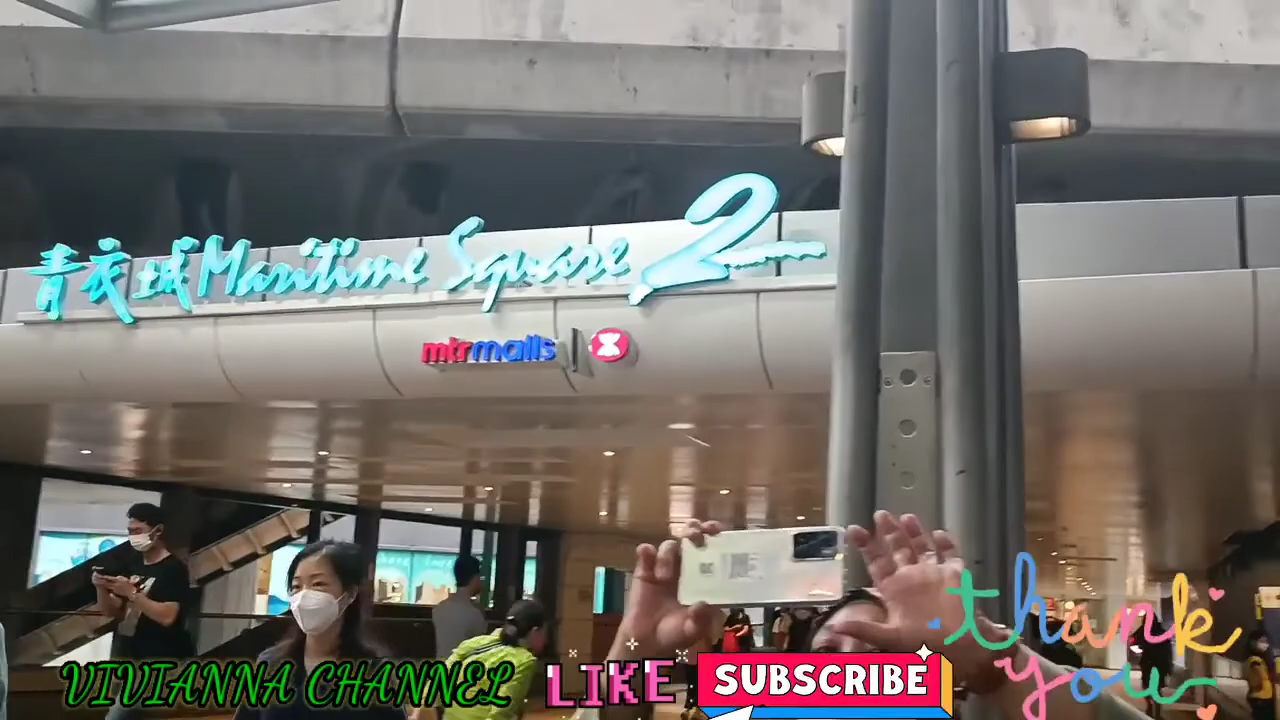 青衣城 Maritime Square 2
mtrmalls
thank
you
VIVIANNA CHANNEL LIKE SUBSCRIBE